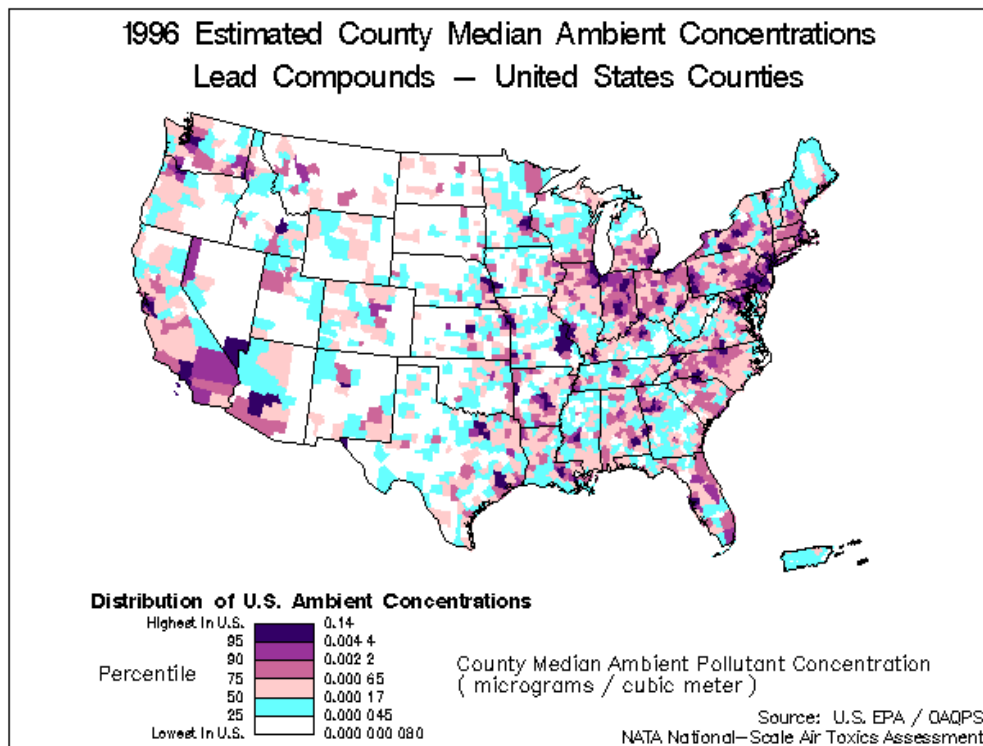 1996 Estimated County Median Ambient Concentrations
Lead Compounds — United States Counties
Distribution of U.S. Ambient Concentrations
Highest In U.S. 0.14
95 0.004 4
90 0.002 2
Percentile
75 0.000 65
50 0.000 17
25 0.000 045
Lowest In U.S. 0.000 000 080
County Median Ambient Pollutant Concentration
( micrograms / cubic meter )
Source: U.S. EPA / OAQPS
NATA National–Scale Air Toxics Assessment